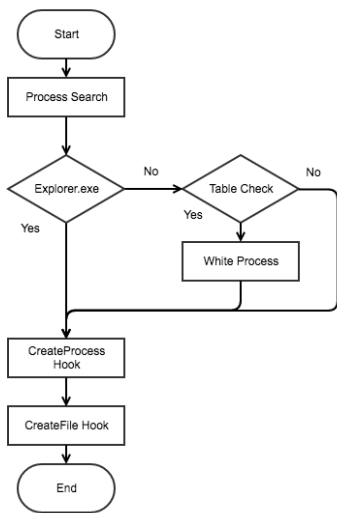 Start
Process Search
Explorer.exe
No
Table Check
No
Yes
Yes
White Process
CreateProcess
Hook
CreateFile Hook
End